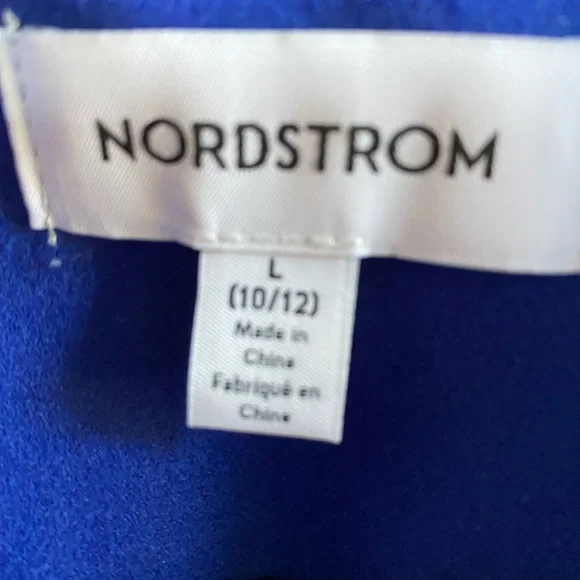 NORDSTROM
L
(10/12)
Made in
China
Fabriqué en
Chine